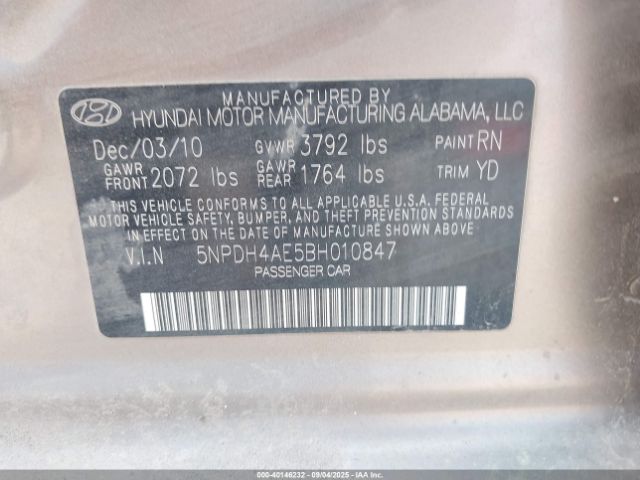 MANUFACTURED BY
HYUNDAI MOTOR MANUFACTURING ALABAMA, LLC
Dec/03/10 GVWR 3792 lbs PAINT RN
GAWR FRONT 2072 lbs GAWR REAR 1764 lbs TRIM YD
THIS VEHICLE CONFORMS TO ALL APPLICABLE U.S.A. FEDERAL
MOTOR VEHICLE SAFETY, BUMPER, AND THEFT PREVENTION
STANDARDS IN EFFECT ON THE DATE OF MANUFACTURE SHOWN ABOVE.
V.I.N 5NPDH4AE5BH010847
PASSENGER CAR
000-40146232 - 09/04/2025 - IAAI.COM